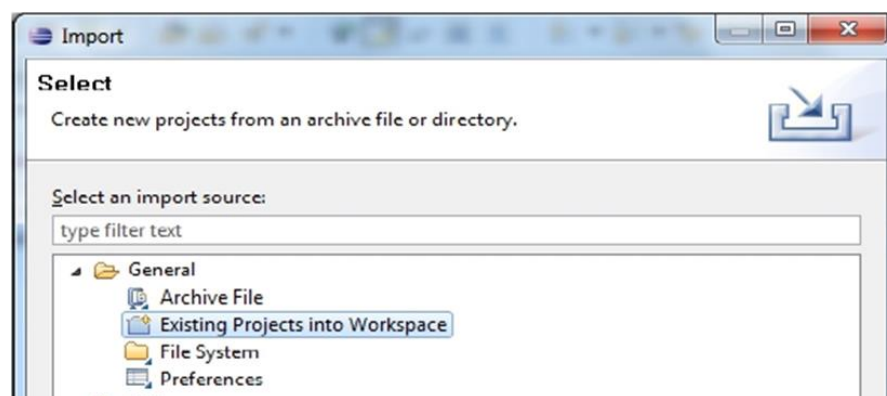 Import
Select
Create new projects from an archive file or directory.
Select an import source:
type filter text
General
Archive File
Existing Projects into Workspace
File System
Preferences